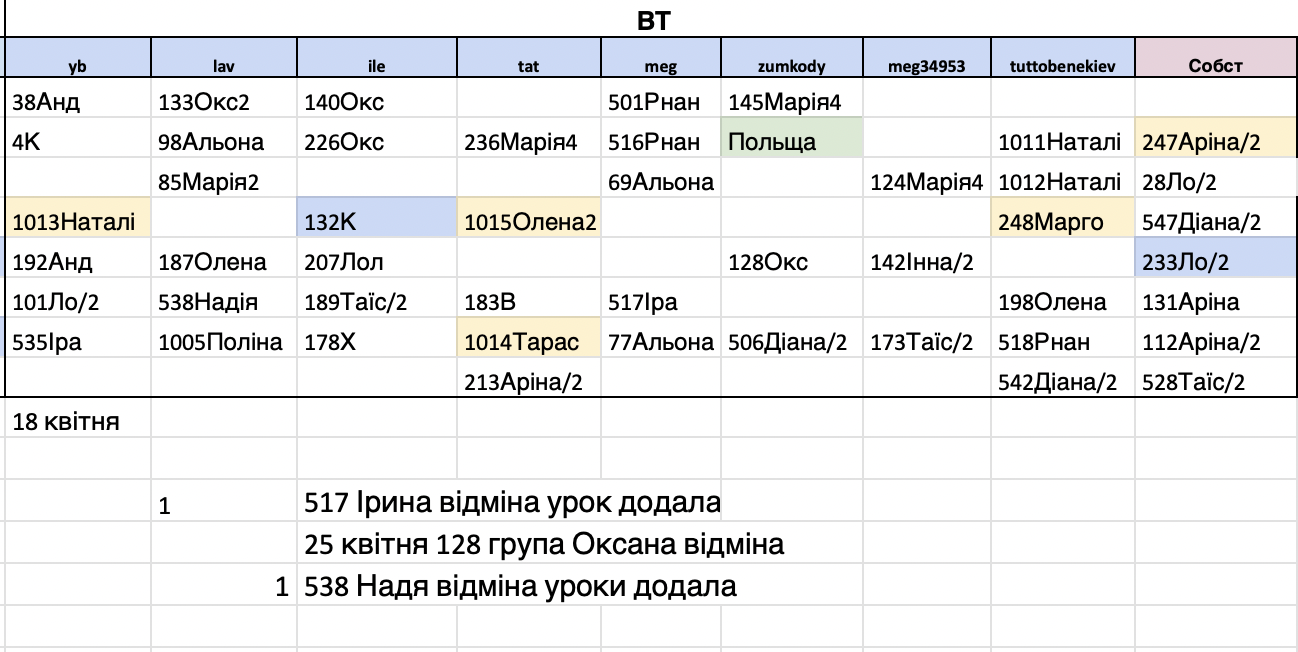 ВТ
yb lav ile tat meg zumkody meg34953 tuttobenekiev Собст
38Анд 133Окс2 140Окс 501Рнан 145Марія4
4К 98Альона 226Окс 236Марія4 516Рнан Польща 1011Наталі 247Аріна/2
85Марія2 69Альона 124Марія4 1012Наталі 28Ло/2
1013Наталі 132К 1015Олена2 248Марго 547Діана/2
192Анд 187Олена 207Лол 128Окс 142Інна/2 233Ло/2
101Ло/2 538Надія 189Таїс/2 183В 517Іра 198Олена 131Аріна
535Іра 1005Поліна 178Х 1014Тарас 77Альона 506Діана/2 173Таїс/2 518Рнан 112Аріна/2
213Аріна/2 542Діана/2 528Таїс/2
18 квітня
1 517 Ірина відміна урок додала
25 квітня 128 група Оксана відміна
1 538 Надя відміна уроки додала